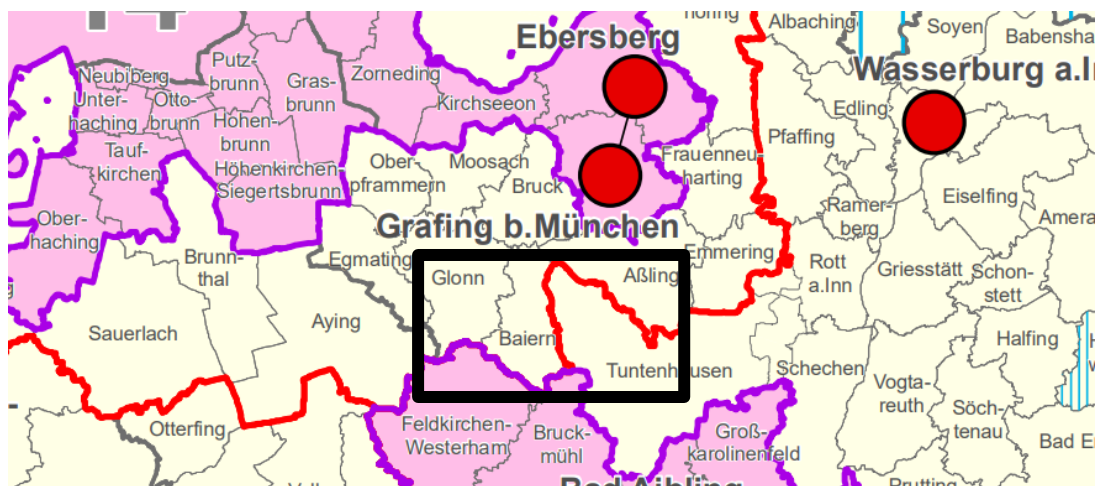 Ebersberg
Albaching
Soyen
Wasserburg
Neubiberg
Putz-
brunn
Zorneding
Gras-
brunn
Kirchseeon
Unter-
haching
Otto-
brunn
Hohen-
brunn
Edling
Pfaffing
Tauf-
kirchen
Höhenkirchen-
Siegertsbrunn
Ober-
pframmern
Moosach
Bruck
Frauenneu-
harting
Eiselfing
Ober-
haching
Grafing b.München
Ramer-
berg
Brunn-
thal
Egmating
Glonn
Aßling
Emmering
Rott
a.Inn
Griesstätt
Schon-
stett
Sauerlach
Aying
Baiern
Halfing
Tuntenhausen
Schechen
Vogta-
reuth
Söch-
tenau
Otterfing
Feldkirchen-
Westerham
Bruck-
mühl
Groß-
karolinenfeld
Bad Aibling
Prutting